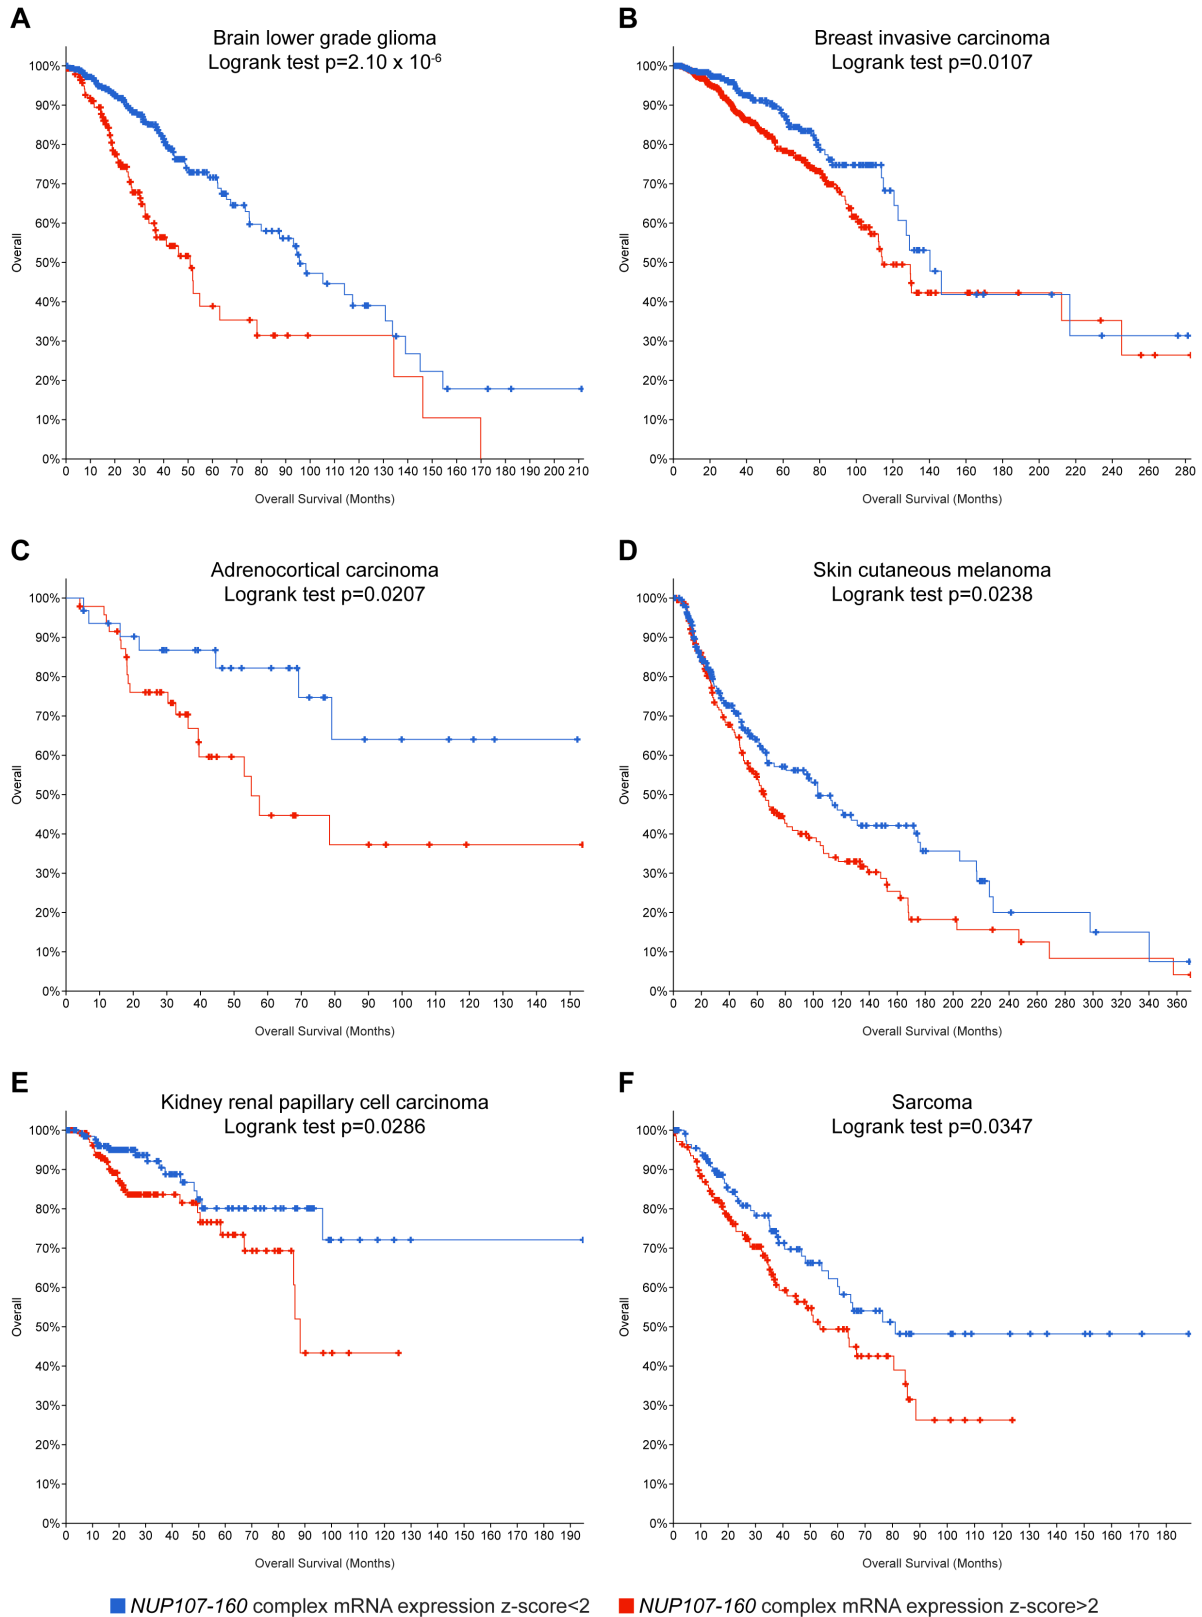 A
Brain lower grade glioma
Logrank test p=2.10 x 10⁻⁶
100%
90%
80%
70%
60%
50%
40%
30%
20%
10%
0%
Overall
0 10 20 30 40 50 60 70 80 90 100 110 120 130 140 150 160 170 180 190 200 210
Overall Survival (Months)
B
Breast invasive carcinoma
Logrank test p=0.0107
100%
90%
80%
70%
60%
50%
40%
30%
20%
10%
0%
Overall
0 20 40 60 80 100 120 140 160 180 200 220 240 260 280
Overall Survival (Months)
C
Adrenocortical carcinoma
Logrank test p=0.0207
100%
90%
80%
70%
60%
50%
40%
30%
20%
10%
0%
Overall
0 10 20 30 40 50 60 70 80 90 100 110 120 130 140 150
Overall Survival (Months)
D
Skin cutaneous melanoma
Logrank test p=0.0238
100%
90%
80%
70%
60%
50%
40%
30%
20%
10%
0%
Overall
0 20 40 60 80 100 120 140 160 180 200 220 240 260 280 300 320 340 360
Overall Survival (Months)
E
Kidney renal papillary cell carcinoma
Logrank test p=0.0286
100%
90%
80%
70%
60%
50%
40%
30%
20%
10%
0%
Overall
0 10 20 30 40 50 60 70 80 90 100 110 120 130 140 150 160 170 180 190
Overall Survival (Months)
F
Sarcoma
Logrank test p=0.0347
100%
90%
80%
70%
60%
50%
40%
30%
20%
10%
0%
Overall
0 10 20 30 40 50 60 70 80 90 100 110 120 130 140 150 160 170 180
Overall Survival (Months)
NUP107-160 complex mRNA expression z-score<2
NUP107-160 complex mRNA expression z-score>2